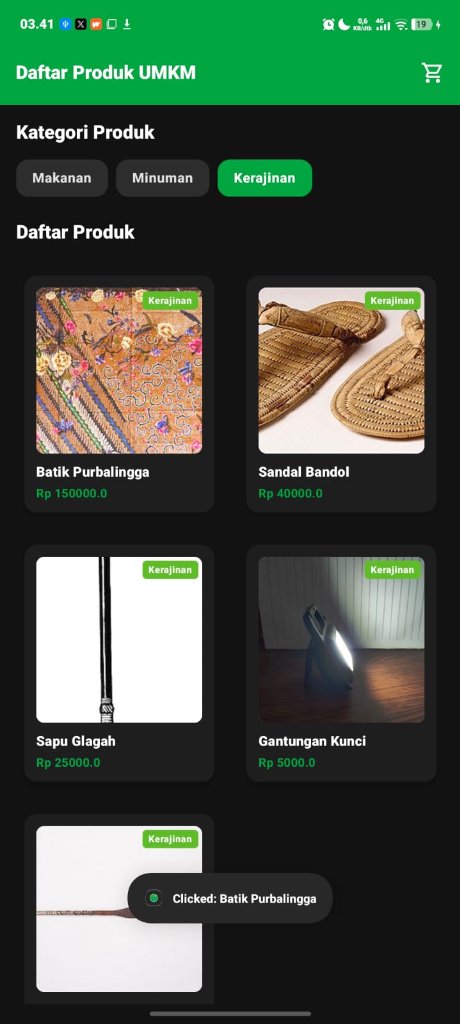 03.41
0,6
KB/dtk
4G
19
Daftar Produk UMKM
Kategori Produk
Makanan
Minuman
Kerajinan
Daftar Produk
Kerajinan
Kerajinan
Batik Purbalingga
Sandal Bandol
Rp 150000.0
Rp 40000.0
Kerajinan
Kerajinan
Sapu Glagah
Gantungan Kunci
Rp 25000.0
Rp 5000.0
Kerajinan
Clicked: Batik Purbalingga